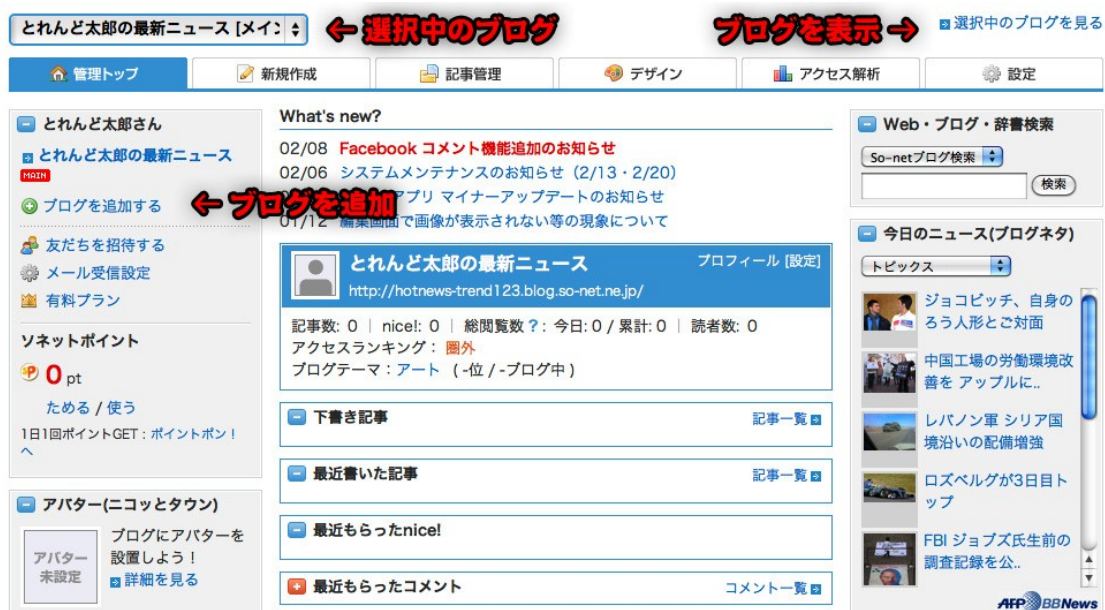 とれんど太郎の最新ニュース [メイン
← 選択中のブログ
ブログを表示 →
選択中のブログを見る
管理トップ
新規作成
記事管理
デザイン
アクセス解析
設定
とれんど太郎さん
とれんど太郎の最新ニュース
MAIN
ブログを追加する
← ブログを追加
友だちを招待する
メール受信設定
有料プラン
ソネットポイント
0 pt
ためる / 使う
1日1回ポイントGET : ポイントポン!
へ
アバター(ニコッとタウン)
アバター
未設定
ブログにアバターを
設置しよう!
詳細を見る
What's new?
02/08 Facebook コメント機能追加のお知らせ
02/06 システムメンテナンスのお知らせ(2/13・2/20)
アプリ マイナーアップデートのお知らせ
01/12 編集画面で画像が表示されない等の現象について
とれんど太郎の最新ニュース
プロフィール [設定]
http://hotnews-trend123.blog.so-net.ne.jp/
記事数: 0 | nice!: 0 | 総閲覧数 ? : 今日: 0 / 累計: 0 | 読者数: 0
アクセスランキング: 圏外
ブログテーマ:アート (-位 / -ブログ中)
下書き記事
記事一覧
最近書いた記事
記事一覧
最近もらったnice!
最近もらったコメント
コメント一覧
Web・ブログ・辞書検索
So-netブログ検索
検索
今日のニュース(ブログネタ)
トピックス
ジョコビッチ、自身の
ろう人形とご対面
中国工場の労働環境改
善を アップルに..
レバノン軍 シリア国
境沿いの配備増強
ロズベルグが3日目ト
ップ
FBI ジョブズ氏生前の
調査記録を公..
AFP BBNews